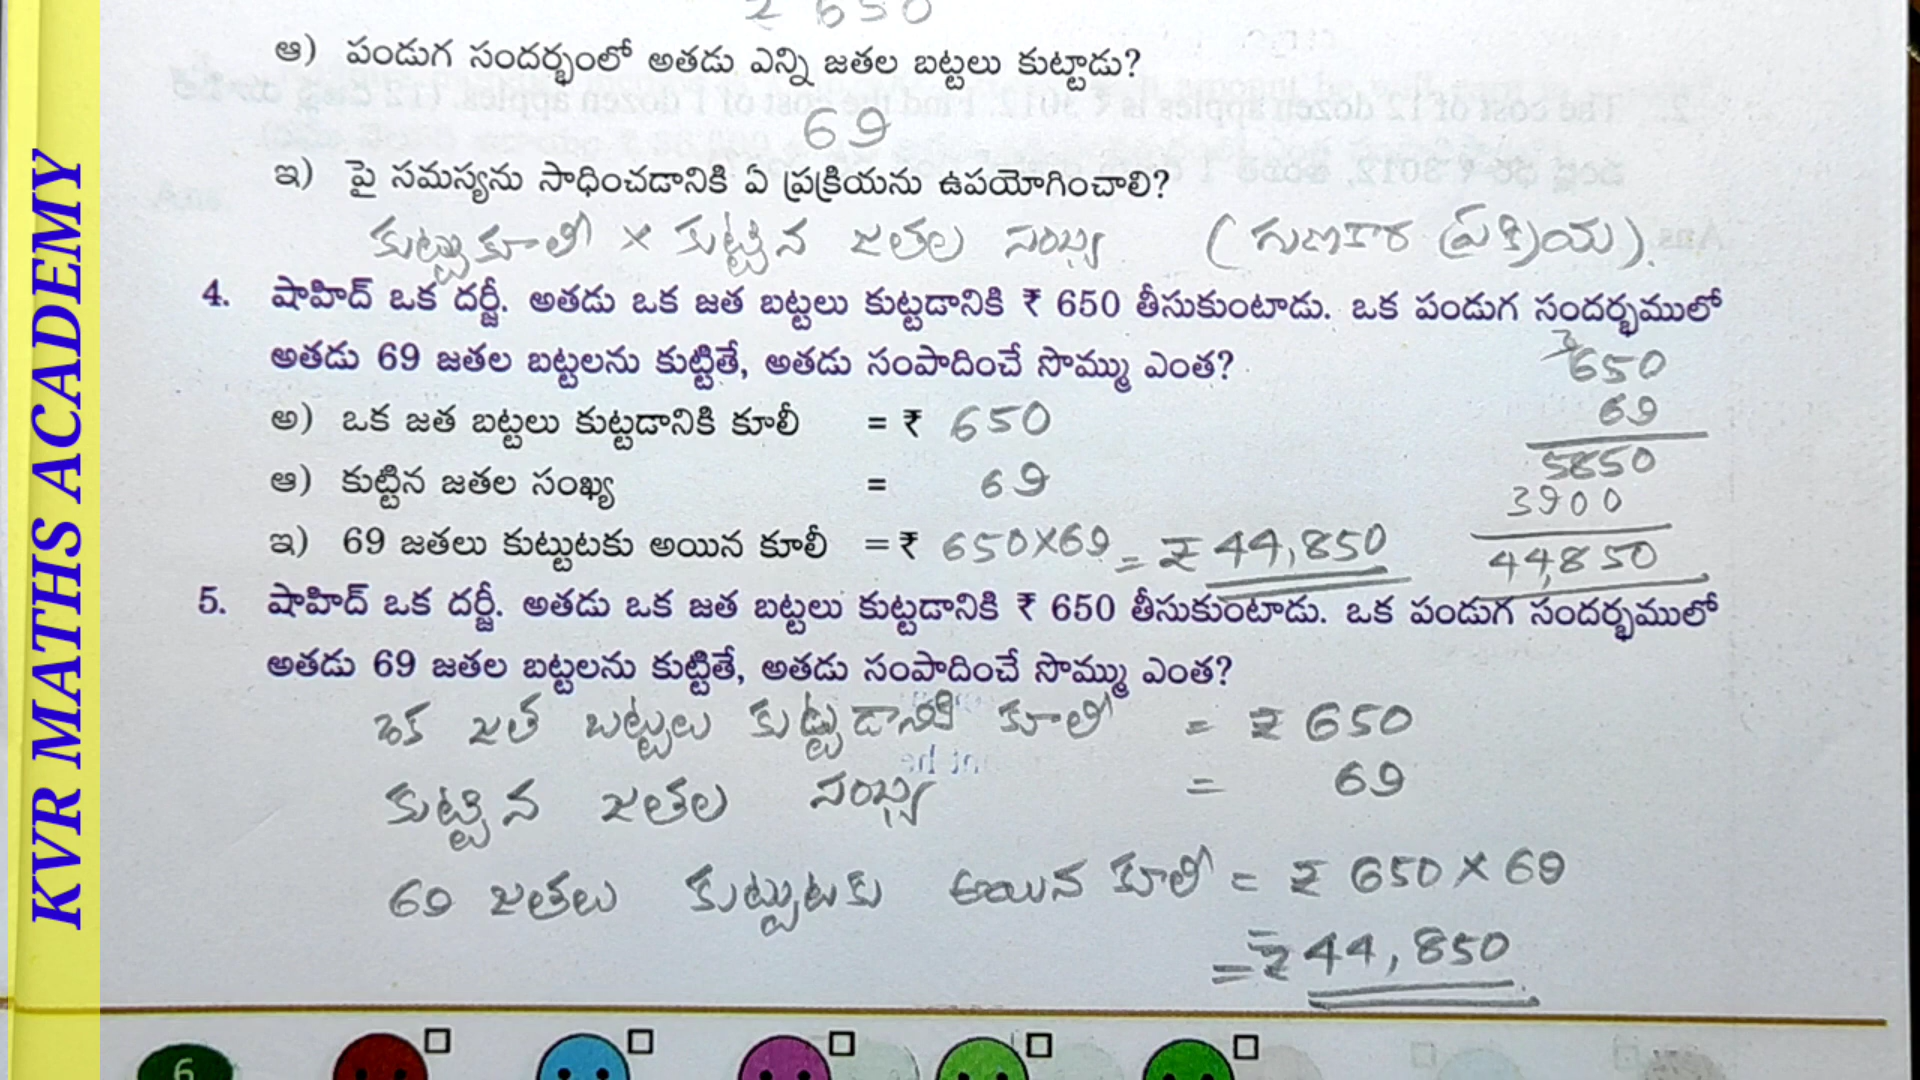 KVR MATHS ACADEMY
₹ 650
ఆ) పండుగ సందర్భంలో అతడు ఎన్ని జతల బట్టలు కుట్టాడు?
69
ఇ) పై సమస్యను సాధించడానికి ఏ ప్రక్రియను ఉపయోగించాలి?
కుట్టుకూలీ × కుట్టిన జతల సంఖ్య (గుణకార ప్రక్రియ).
4. షాహిద్ ఒక దర్జీ. అతడు ఒక జత బట్టలు కుట్టడానికి ₹ 650 తీసుకుంటాడు. ఒక పండుగ సందర్భములో
అతడు 69 జతల బట్టలను కుట్టితే, అతడు సంపాదించే సొమ్ము ఎంత?
650
69
5850
3900
44,850
అ) ఒక జత బట్టలు కుట్టడానికి కూలీ = ₹ 650
ఆ) కుట్టిన జతల సంఖ్య = 69
ఇ) 69 జతలు కుట్టుటకు అయిన కూలీ = ₹ 650×69 = ₹ 44,850
5. షాహిద్ ఒక దర్జీ. అతడు ఒక జత బట్టలు కుట్టడానికి ₹ 650 తీసుకుంటాడు. ఒక పండుగ సందర్భములో
అతడు 69 జతల బట్టలను కుట్టితే, అతడు సంపాదించే సొమ్ము ఎంత?
ఒక జత బట్టలు కుట్టడానికి కూలీ = ₹ 650
కుట్టిన జతల సంఖ్య = 69
69 జతలు కుట్టుటకు అయిన కూలీ = ₹ 650 × 69
= ₹ 44,850
6